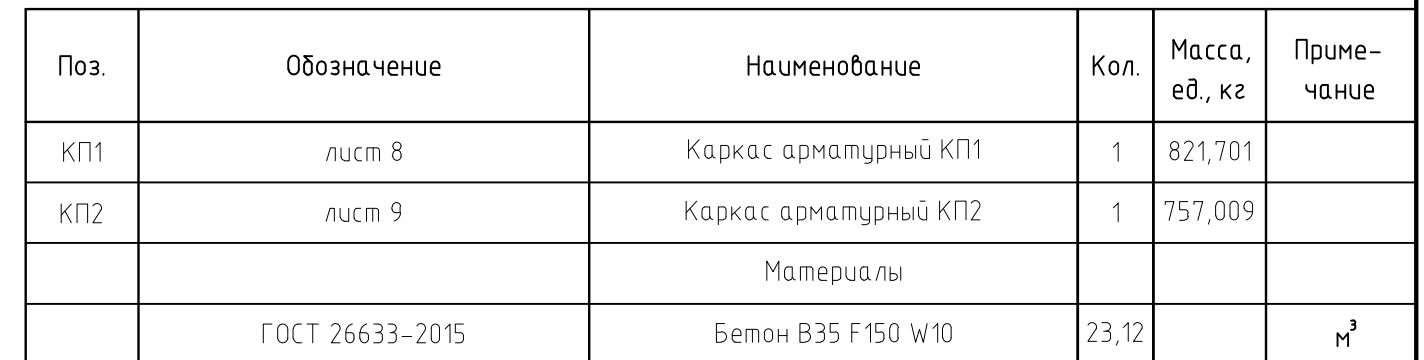 Поз. Обозначение Наименование Кол. Масса, ед., кг Приме- чание
КП1 лист 8 Каркас арматурный КП1 1 821,701
КП2 лист 9 Каркас арматурный КП2 1 757,009
Материалы
ГОСТ 26633-2015 Бетон В35 F150 W10 23,12 м³